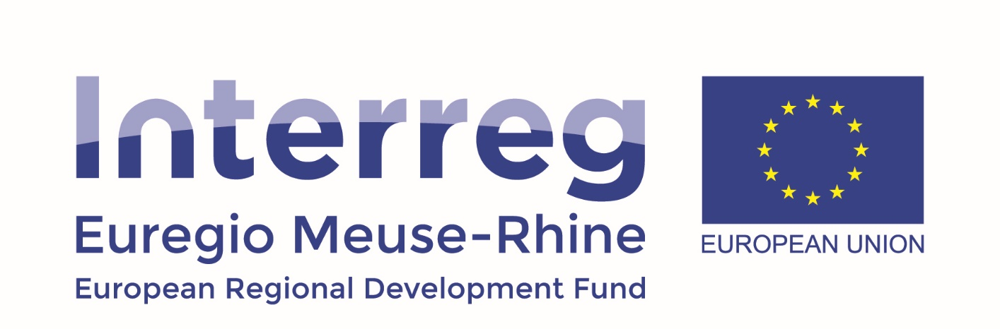 Interreg
Euregio Meuse-Rhine
European Regional Development Fund
EUROPEAN UNION